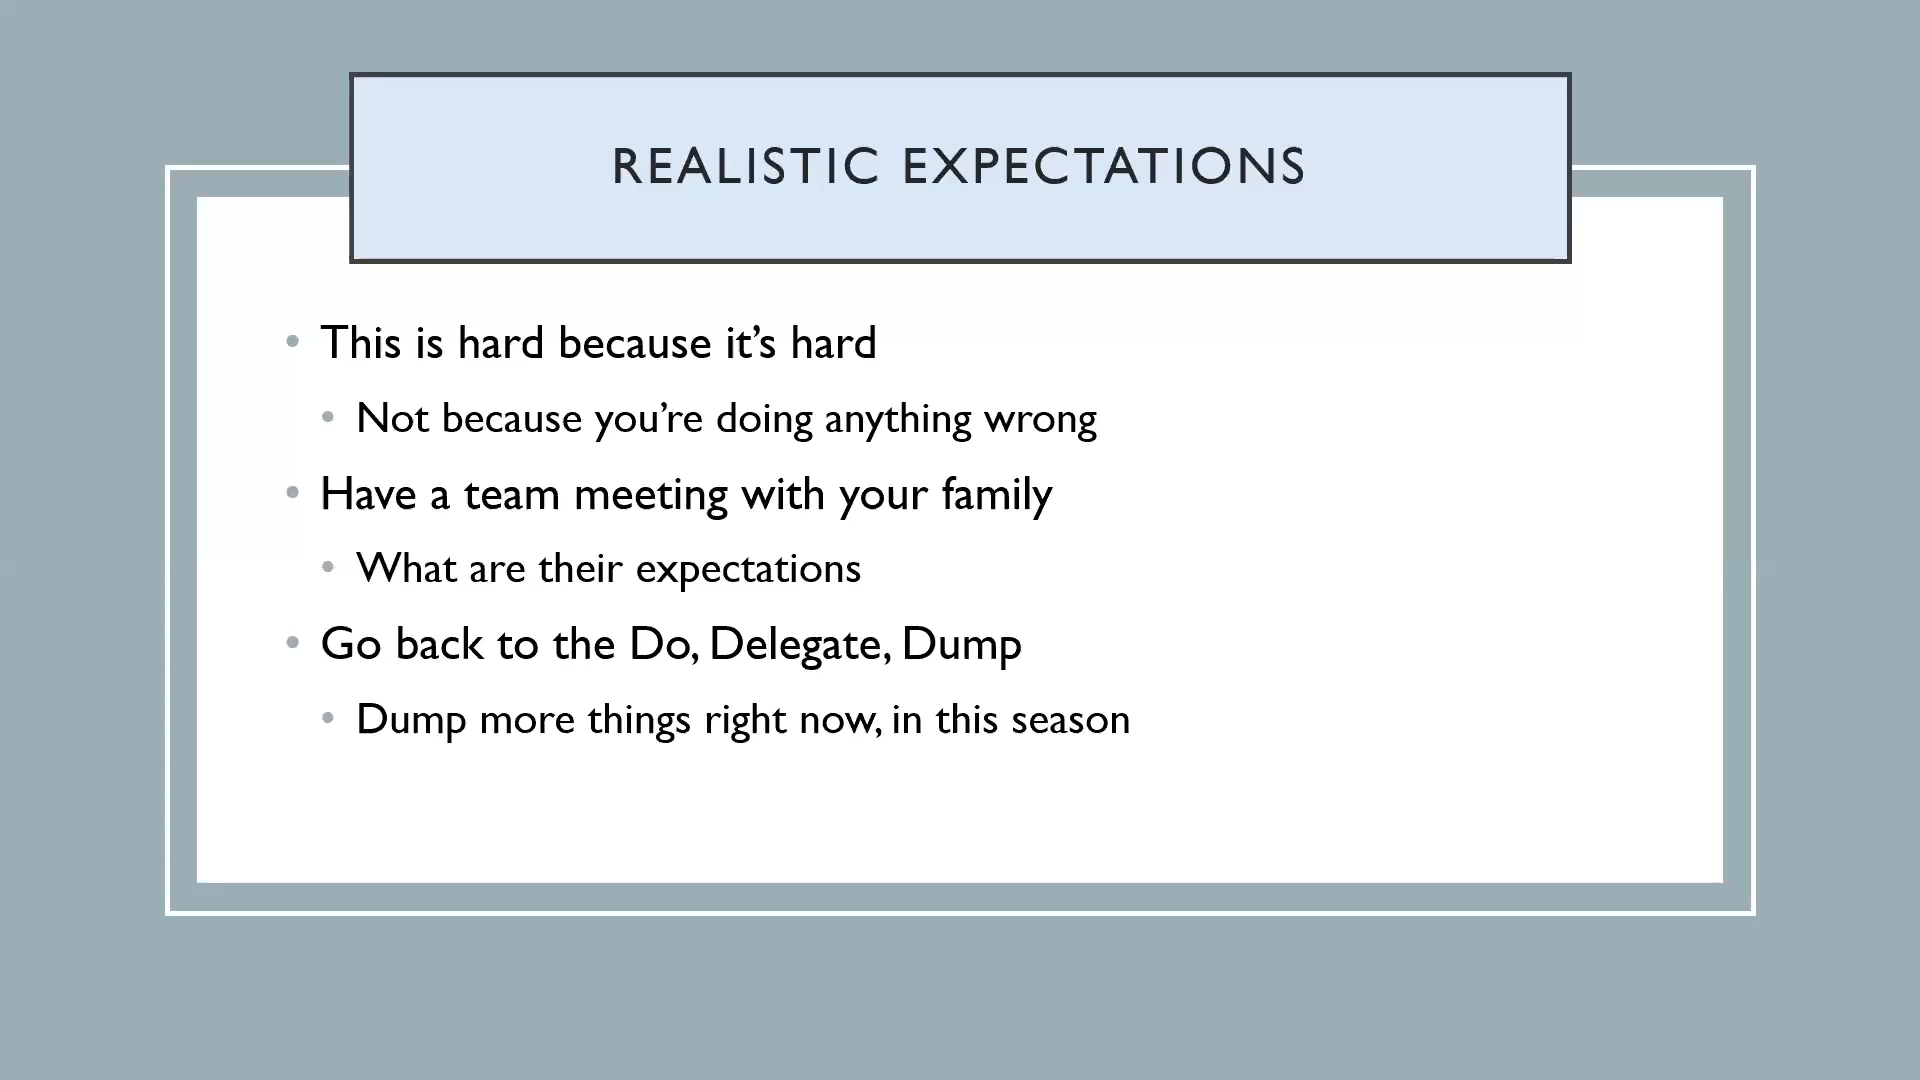 REALISTIC EXPECTATIONS
• This is hard because it’s hard
• Not because you’re doing anything wrong
• Have a team meeting with your family
• What are their expectations
• Go back to the Do, Delegate, Dump
• Dump more things right now, in this season